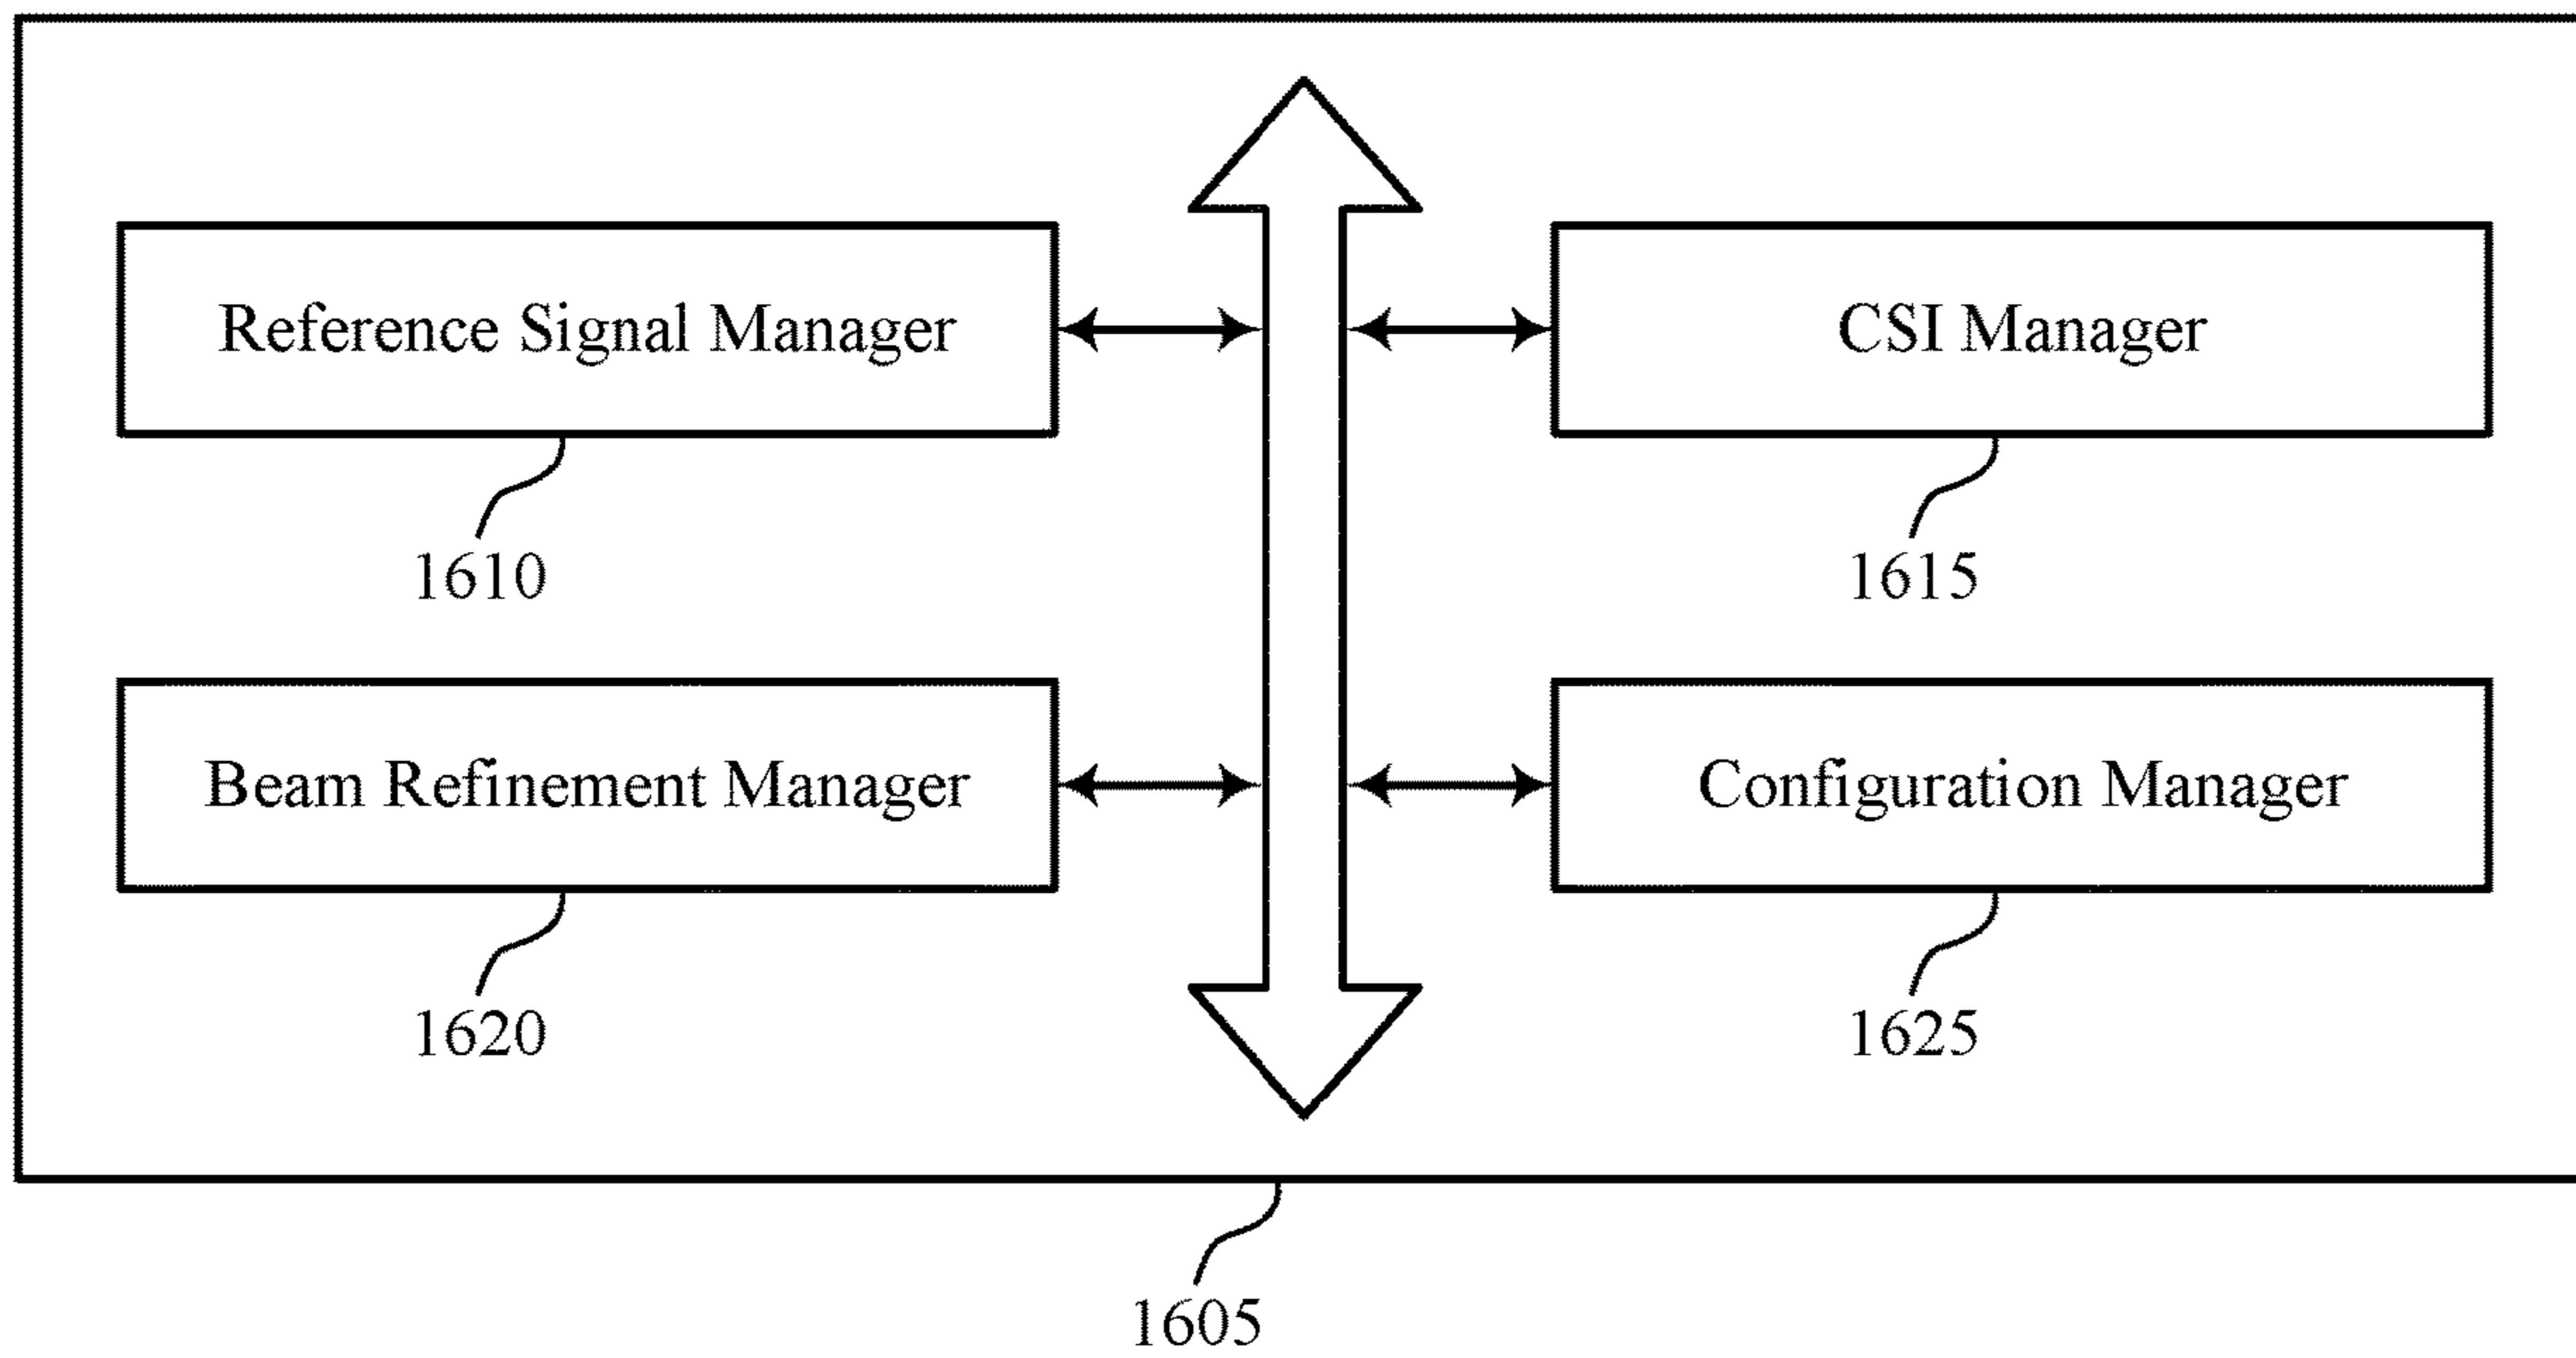 Reference Signal Manager
CSI Manager
1610
1615
Beam Refinement Manager
Configuration Manager
1620
1625
1605